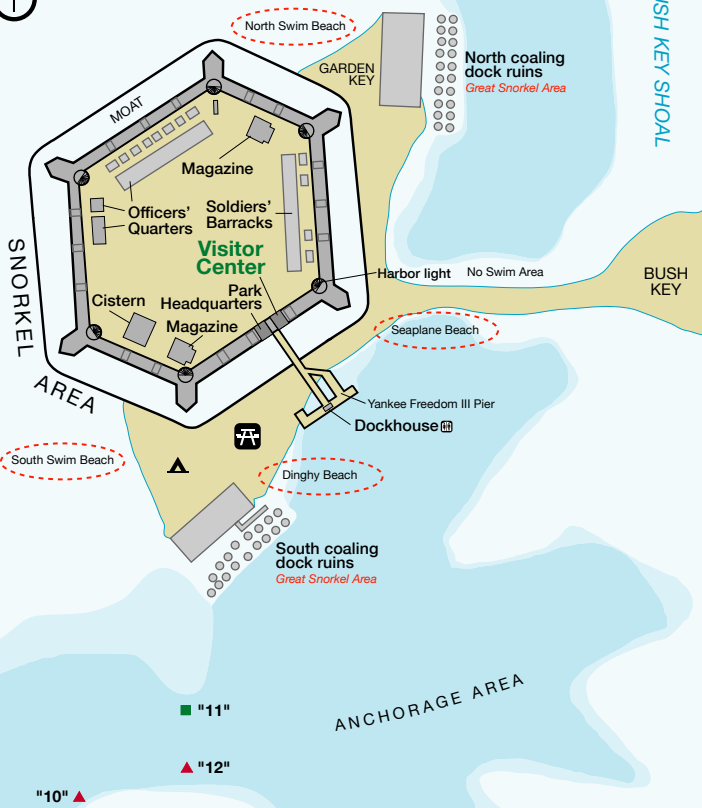 North Swim Beach
GARDEN
KEY
North coaling
dock ruins
Great Snorkel Area
SH KEY SHOAL
MOAT
Magazine
Officers'
Quarters
Soldiers'
Barracks
Visitor
Center
SNORKEL
AREA
Cistern
Park
Headquarters
Magazine
Harbor light
No Swim Area
BUSH
KEY
Seaplane Beach
Yankee Freedom III Pier
Dockhouse
South Swim Beach
Dinghy Beach
South coaling
dock ruins
Great Snorkel Area
ANCHORAGE AREA
"11"
"12"
"10"